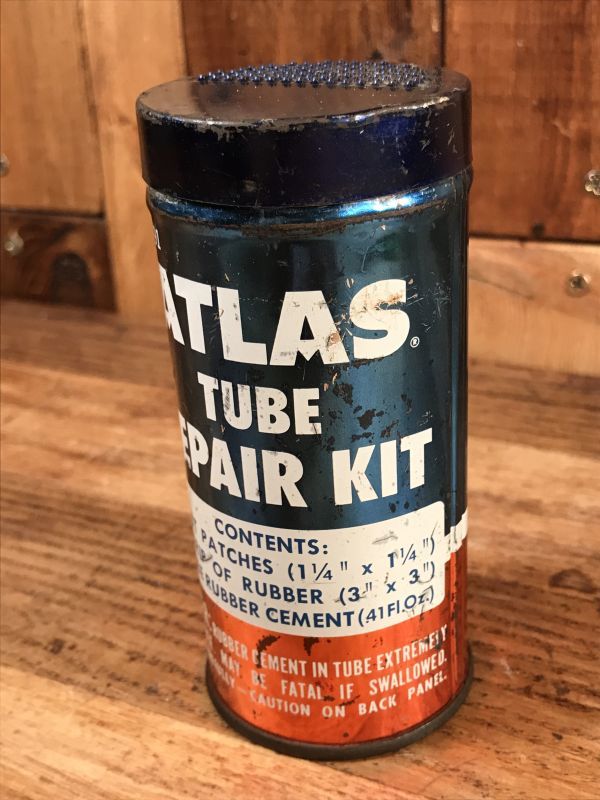 ATLAS®
TUBE
EPAIR KIT
CONTENTS:
PATCHES (1¼" x 1¼")
OF RUBBER (3" x 3")
RUBBER CEMENT (.41 Fl. Oz.)
RUBBER CEMENT IN TUBE EXTREMELY
MAY BE FATAL IF SWALLOWED.
CAUTION ON BACK PANEL.